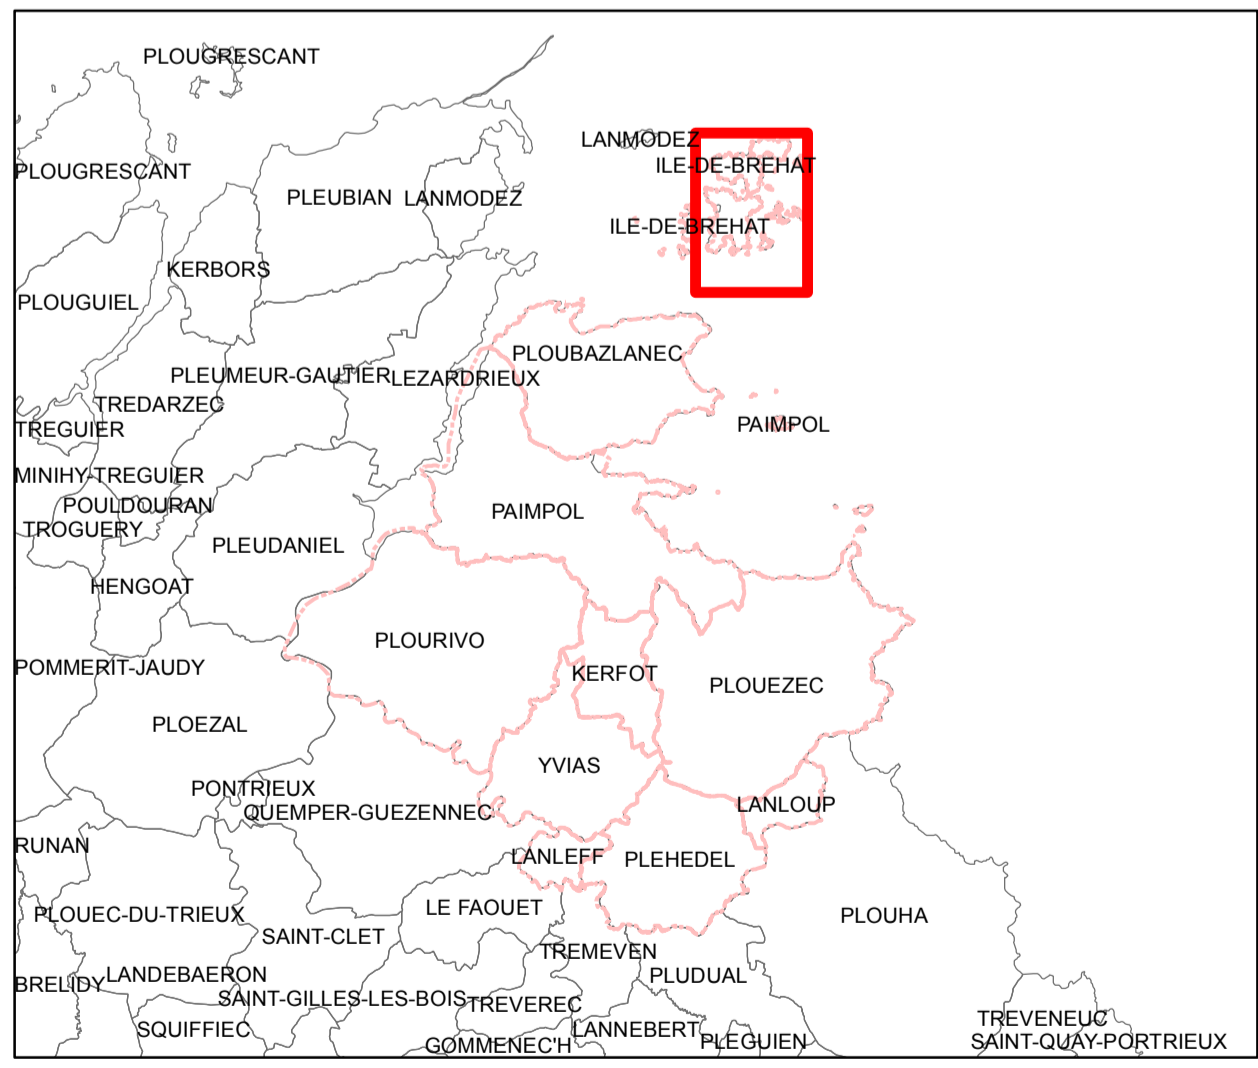 PLOUGRESCANT
LANMODEZ
ILE-DE-BREHAT
PLOUGRESCANT
PLEUBIAN
LANMODEZ
ILE-DE-BREHAT
KERBORS
PLOUGUIEL
PLOUBAZLANEC
PLEUMEUR-GAUTIER
LEZARDRIEUX
TREDARZEC
PAIMPOL
TREGUIER
MINIHY-TREGUIER
POULDOURAN
PAIMPOL
TROGUERY
PLEUDANIEL
HENGOAT
PLOURIVO
POMMERIT-JAUDY
KERFOT
PLOUEZEC
PLOEZAL
YVIAS
PONTRIEUX
LANLOUP
QUEMPER-GUEZENNEC
RUNAN
LANLEFF
PLEHEDEL
LE FAOUET
PLOUEC-DU-TRIEUX
PLOUHA
SAINT-CLET
TREMEVEN
LANDEBAERON
PLUDUAL
BRELIDY
SAINT-GILLES-LES-BOIS
TREVEREC
TREVENEUC
SQUIFFIEC
LANNEBERT
PLEGUIEN
SAINT-QUAY-PORTRIEUX
GOMMENEC'H